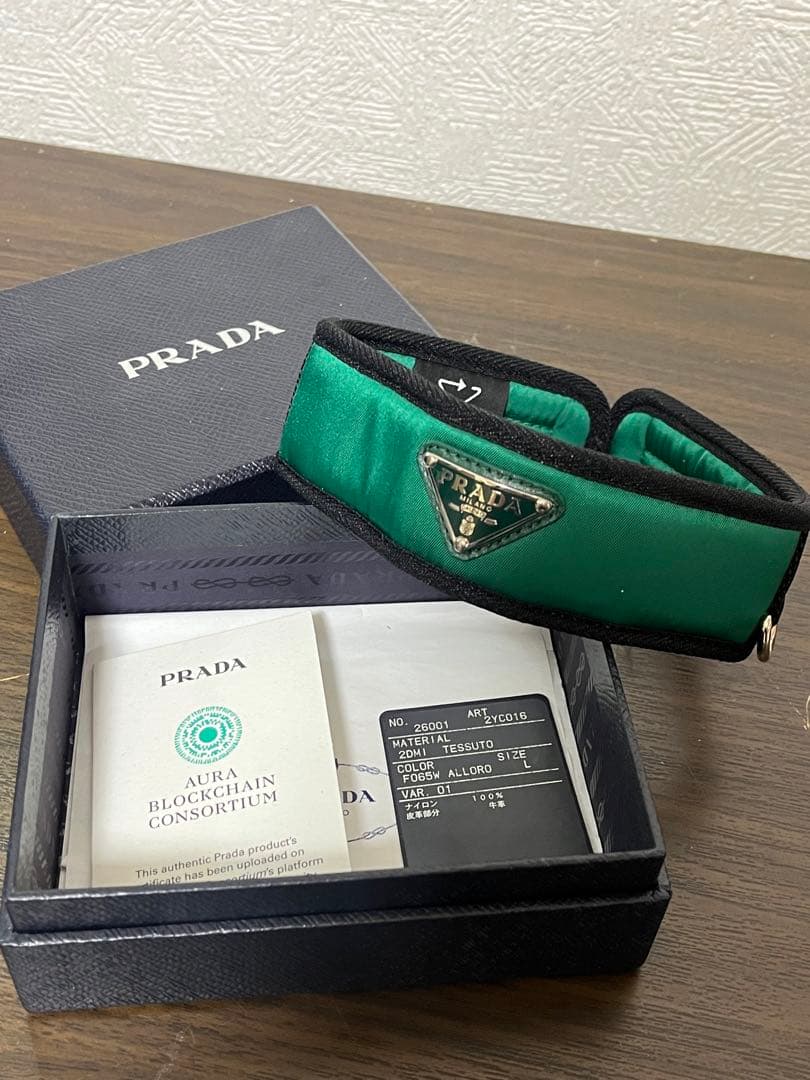 PRADA
PRADA
MILANO
PRADA
PRADA
AURA
BLOCKCHAIN
CONSORTIUM
This authentic Prada product's
has been uploaded on
platform
PRADA
NO. 26001 ART 2YC016
MATERIAL
2DMI TESSUTO
COLOR SIZE
F065W ALLORO L
VAR. 01
ナイロン 100%
皮革部分 牛革